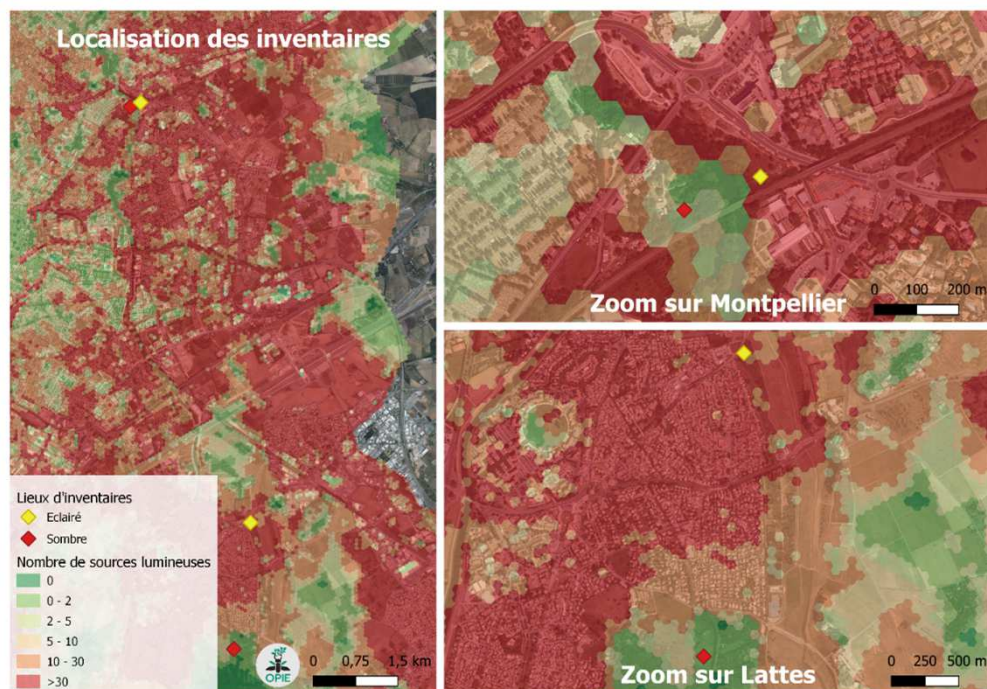 Localisation des inventaires
Lieux d'inventaires
Eclairé
Sombre
Nombre de sources lumineuses
0
0 - 2
2 - 5
5 - 10
10 - 30
>30
OPIE
0 0,75 1,5 km
Zoom sur Montpellier
0 100 200 m
Zoom sur Lattes
0 250 500 m